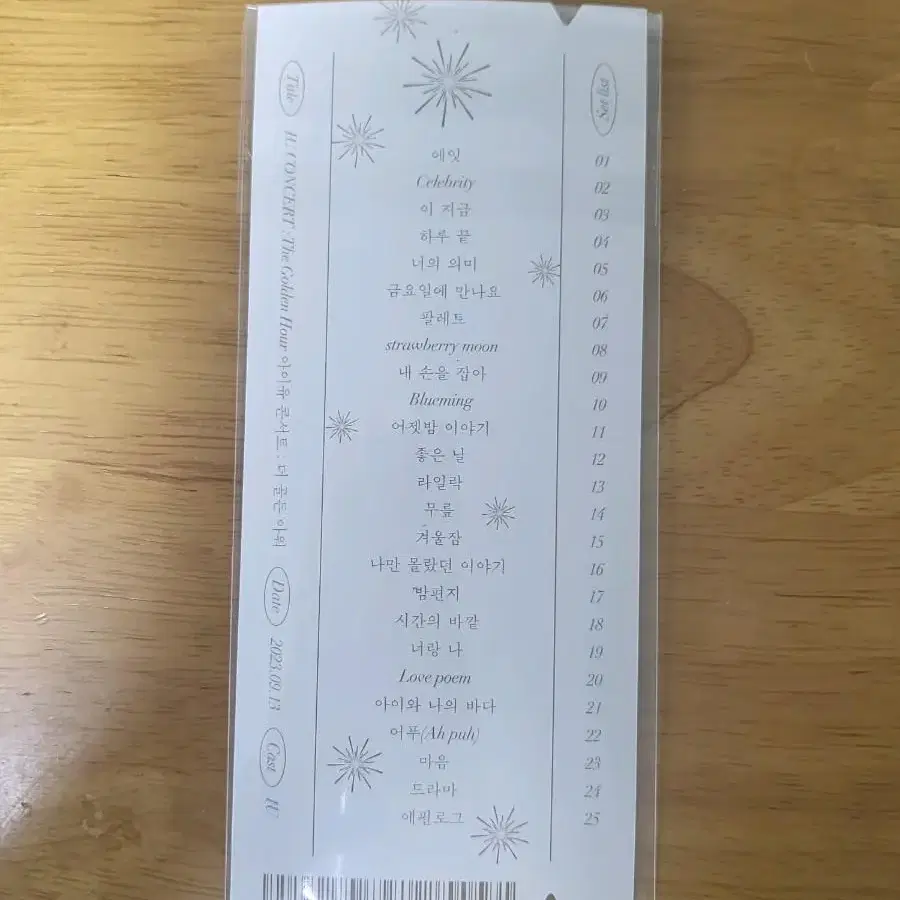 Title
IU CONCERT : The Golden Hour 아이유 콘서트 : 더 골든 아워
Date
2023.09.13
Cast
IU
Set list
에잇 01
Celebrity 02
이 지금 03
하루 끝 04
너의 의미 05
금요일에 만나요 06
팔레트 07
strawberry moon 08
내 손을 잡아 09
Blueming 10
어젯밤 이야기 11
좋은 날 12
라일락 13
무릎 14
겨울잠 15
나만 몰랐던 이야기 16
밤편지 17
시간의 바깥 18
너랑 나 19
Love poem 20
아이와 나의 바다 21
어푸(Ah puh) 22
마음 23
드라마 24
에필로그 25